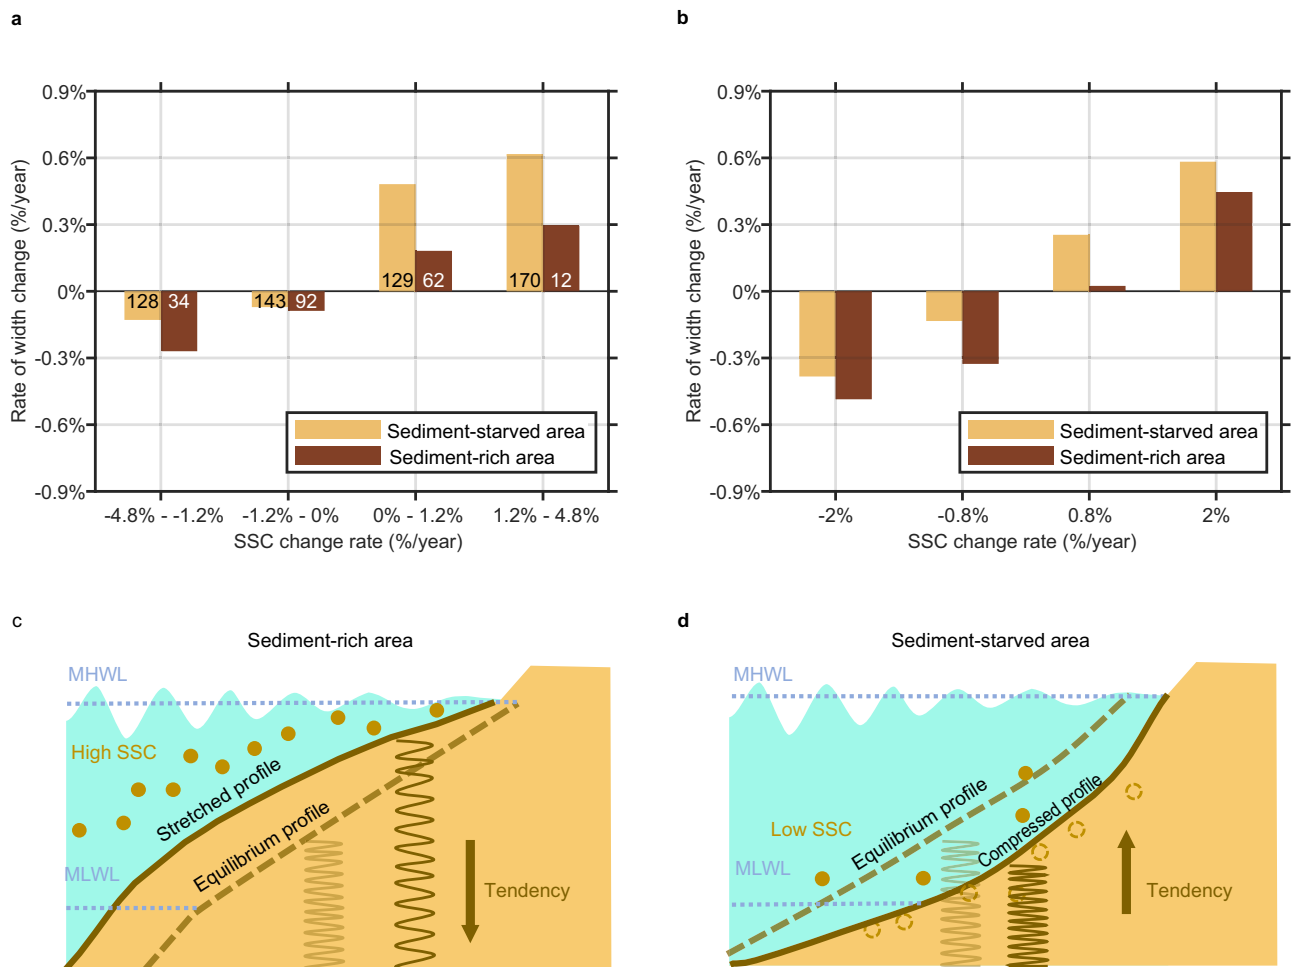 a
0.9%
0.6%
0.3%
0%
-0.3%
-0.6%
-0.9%
Rate of width change (%/year)
128 34 143 92 129 62 170 12
Sediment-starved area
Sediment-rich area
-4.8% - -1.2% -1.2% - 0% 0% - 1.2% 1.2% - 4.8%
SSC change rate (%/year)
b
0.9%
0.6%
0.3%
0%
-0.3%
-0.6%
-0.9%
Rate of width change (%/year)
Sediment-starved area
Sediment-rich area
-2% -0.8% 0.8% 2%
SSC change rate (%/year)
c
Sediment-rich area
MHWL
High SSC
Stretched profile
Equilibrium profile
MLWL
Tendency
d
Sediment-starved area
MHWL
Equilibrium profile
Compressed profile
Low SSC
MLWL
Tendency